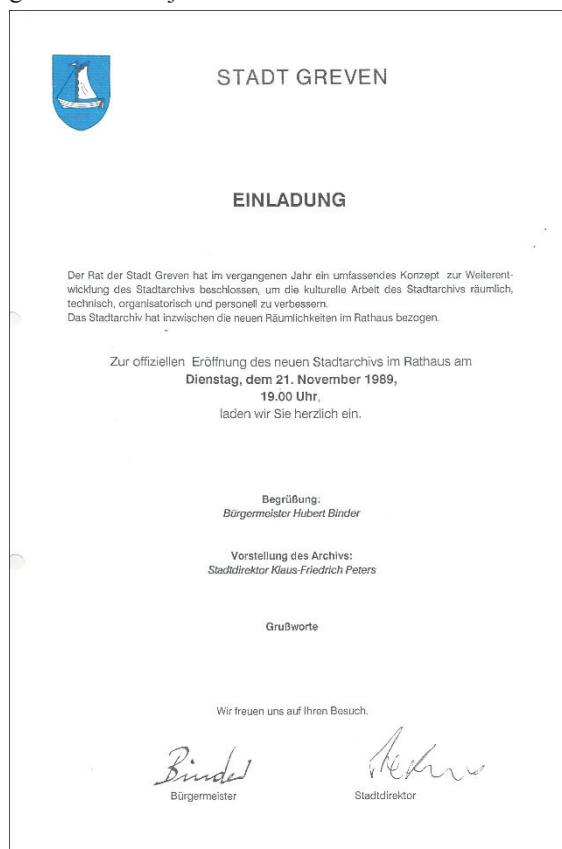 STADT GREVEN
EINLADUNG
Der Rat der Stadt Greven hat im vergangenen Jahr ein umfassendes Konzept zur Weiterent-
wicklung des Stadtarchivs beschlossen, um die kulturelle Arbeit des Stadtarchivs räumlich,
technisch, organisatorisch und personell zu verbessern.
Das Stadtarchiv hat inzwischen die neuen Räumlichkeiten im Rathaus bezogen.
Zur offiziellen Eröffnung des neuen Stadtarchivs im Rathaus am
Dienstag, dem 21. November 1989,
19.00 Uhr,
laden wir Sie herzlich ein.
Begrüßung:
Bürgermeister Hubert Binder
Vorstellung des Archivs:
Stadtdirektor Klaus-Friedrich Peters
Grußworte
Wir freuen uns auf Ihren Besuch.
Binder
Bürgermeister
Stadtdirektor